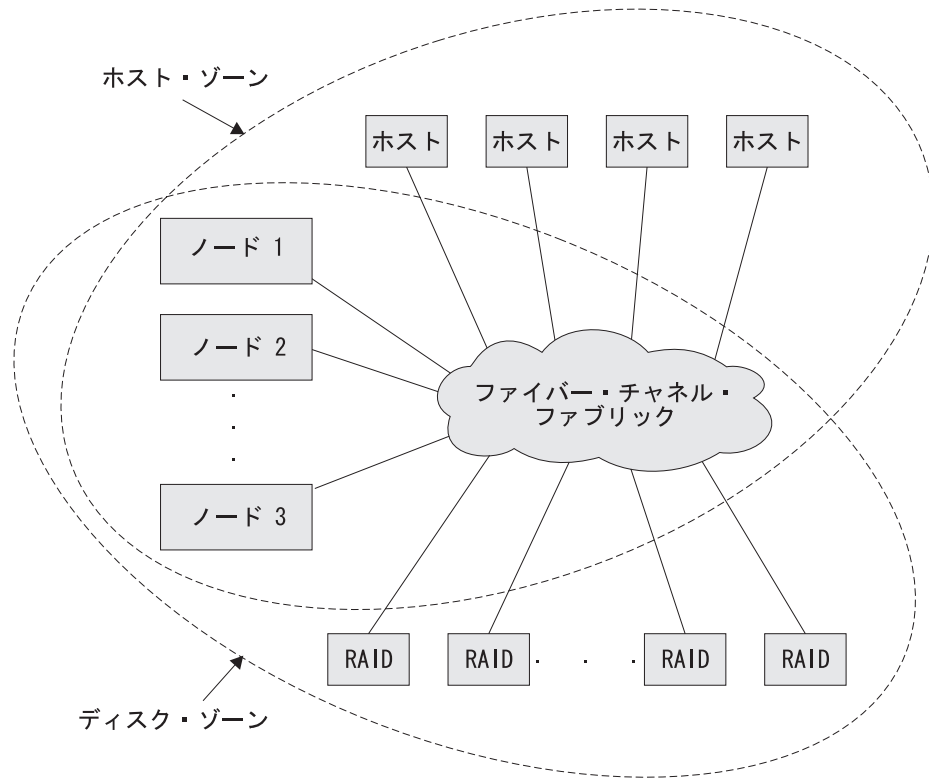 ホスト・ゾーン
ホスト
ホスト
ホスト
ホスト
ノード 1
ノード 2
ファイバー・チャネル・
ファブリック
ノード 3
RAID
RAID
RAID
RAID
ディスク・ゾーン